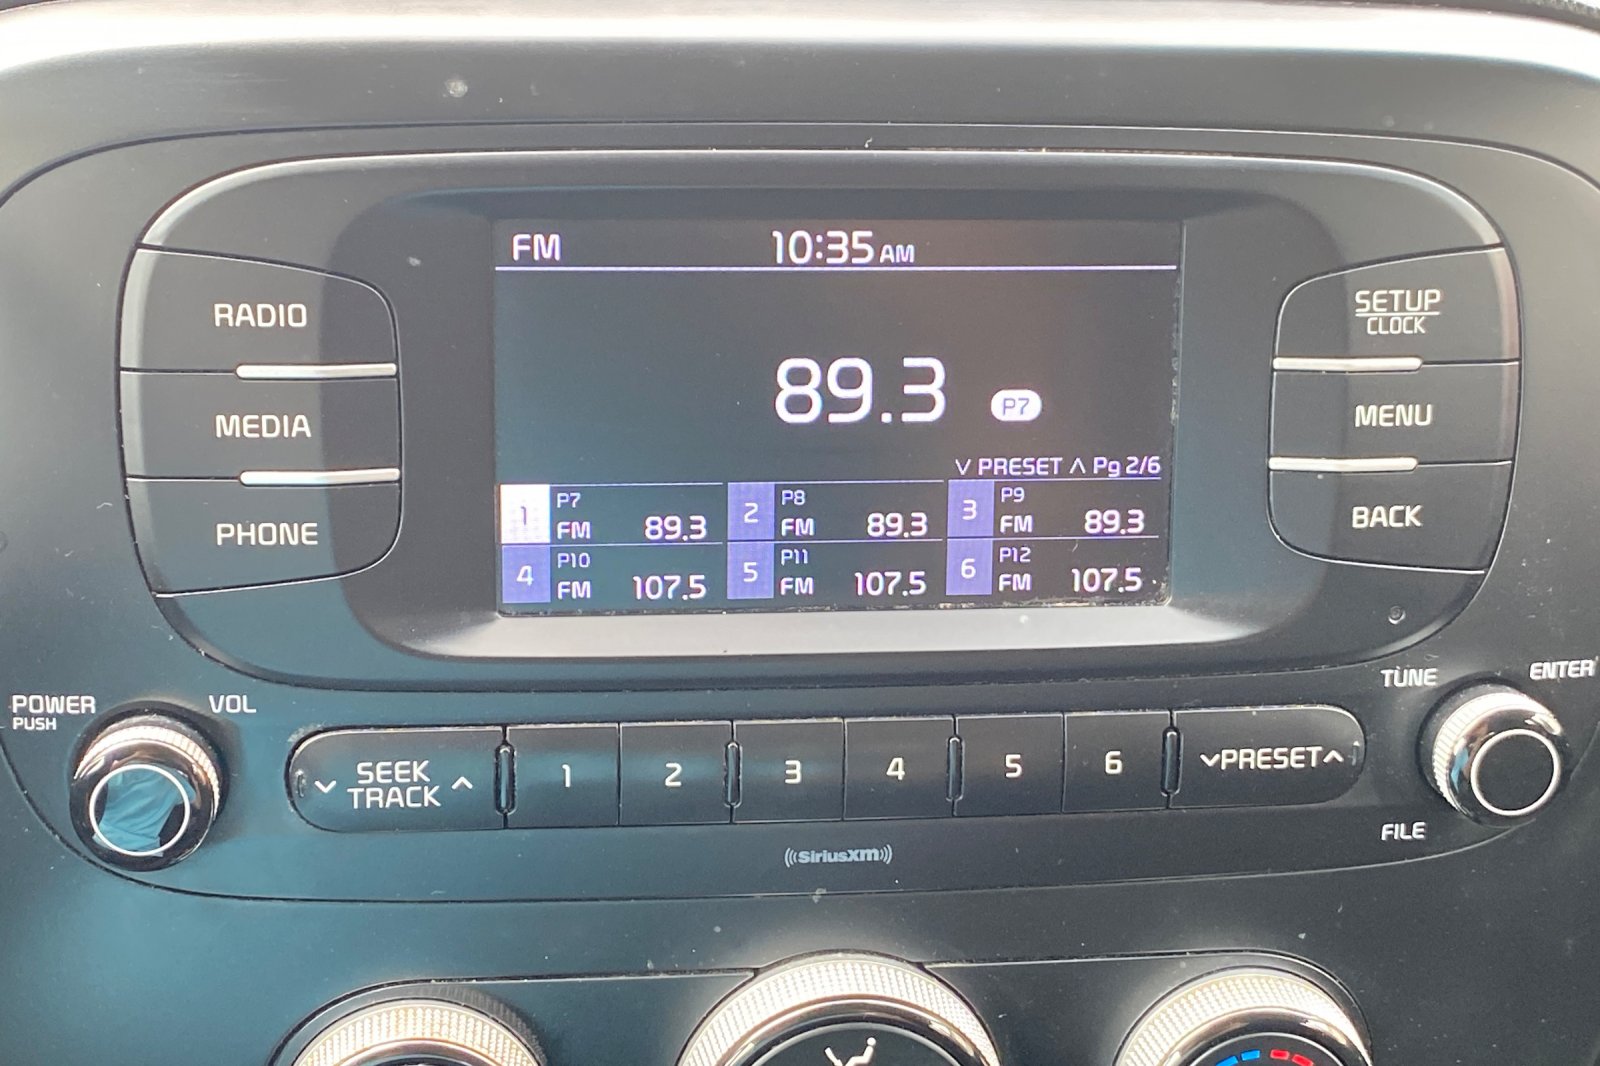 FM 10:35 AM
RADIO
MEDIA
PHONE
SETUP
CLOCK
MENU
BACK
89.3 P7
PRESET Pg 2/6
1 P7 FM 89.3
2 P8 FM 89.3
3 P9 FM 89.3
4 P10 FM 107.5
5 P11 FM 107.5
6 P12 FM 107.5
POWER
PUSH
VOL
SEEK
TRACK
1 2 3 4 5 6
PRESET
TUNE
ENTER
FILE
SiriusXM